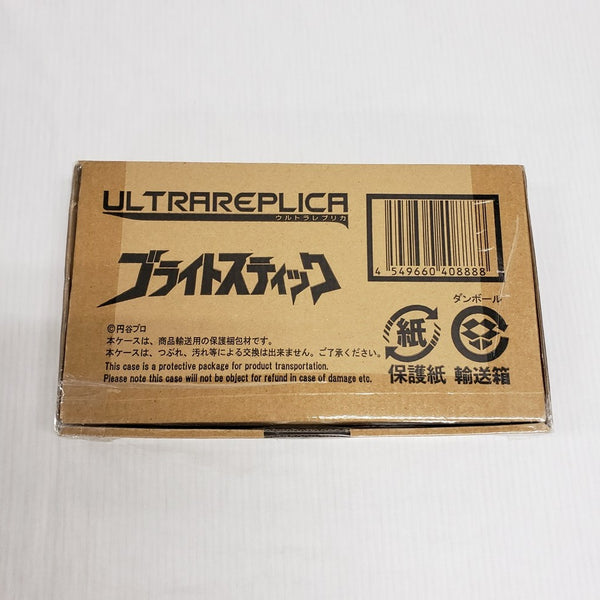 ULTRAREPLICA
ウルトラレプリカ
ブライトスティック
4 549660 408888
ダンボール
©円谷プロ
本ケースは、商品輸送用の保護梱包材です。
本ケースは、つぶれ、汚れ等による交換は出来ません。ご了承ください。
This case is a protective package for product transportation.
Please note this case will not be object for refund in case of damage etc.
紙
保護紙
輸送箱